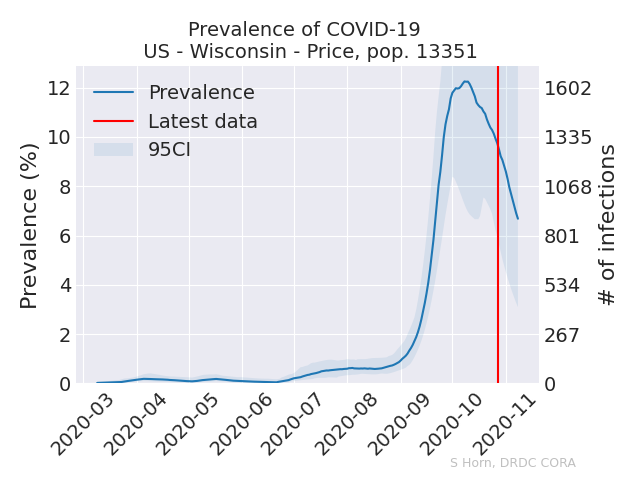 Prevalence of COVID-19
US - Wisconsin - Price, pop. 13351
Prevalence
Latest data
95CI
Prevalence (%)
12
10
8
6
4
2
0
1602
1335
1068
801
534
267
0
# of infections
2020-03
2020-04
2020-05
2020-06
2020-07
2020-08
2020-09
2020-10
2020-11
S Horn, DRDC CORA